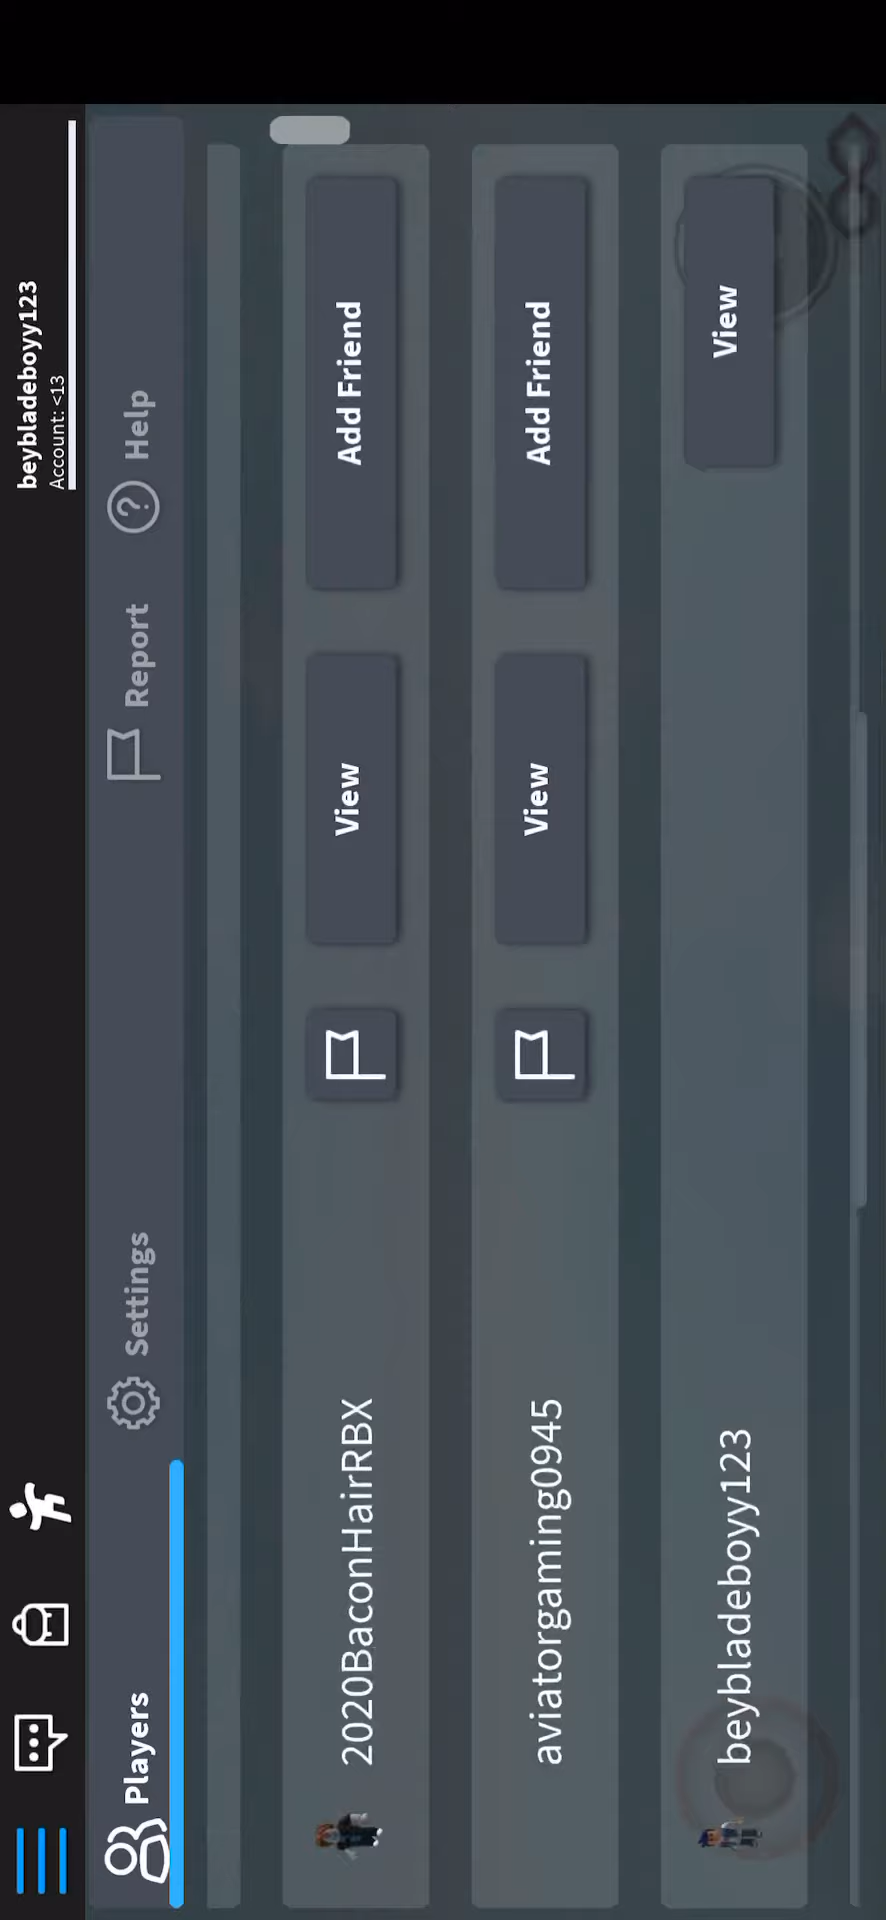 beybladeboyy123
Account: <13
Players
Settings
Report
Help
2020BaconHairRBX
View
Add Friend
aviatorgaming0945
View
Add Friend
beybladeboyy123
View